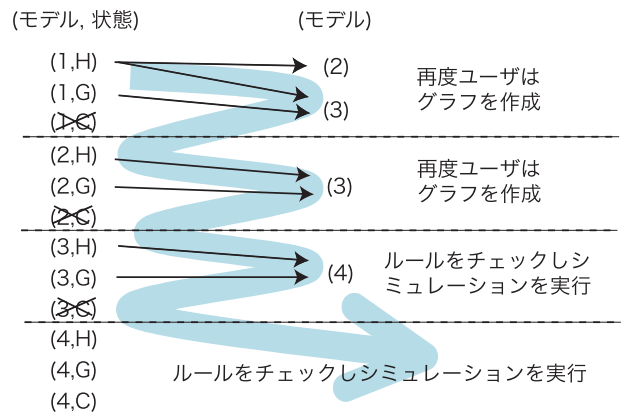 (モデル, 状態)
(モデル)
(1,H)
(2)
(1,G)
(3)
(1,C)
再度ユーザは
グラフを作成
(2,H)
(2,G)
(3)
(2,C)
再度ユーザは
グラフを作成
(3,H)
(3,G)
(4)
(3,C)
ルールをチェックしシ
ミュレーションを実行
(4,H)
(4,G)
(4,C)
ルールをチェックしシミュレーションを実行